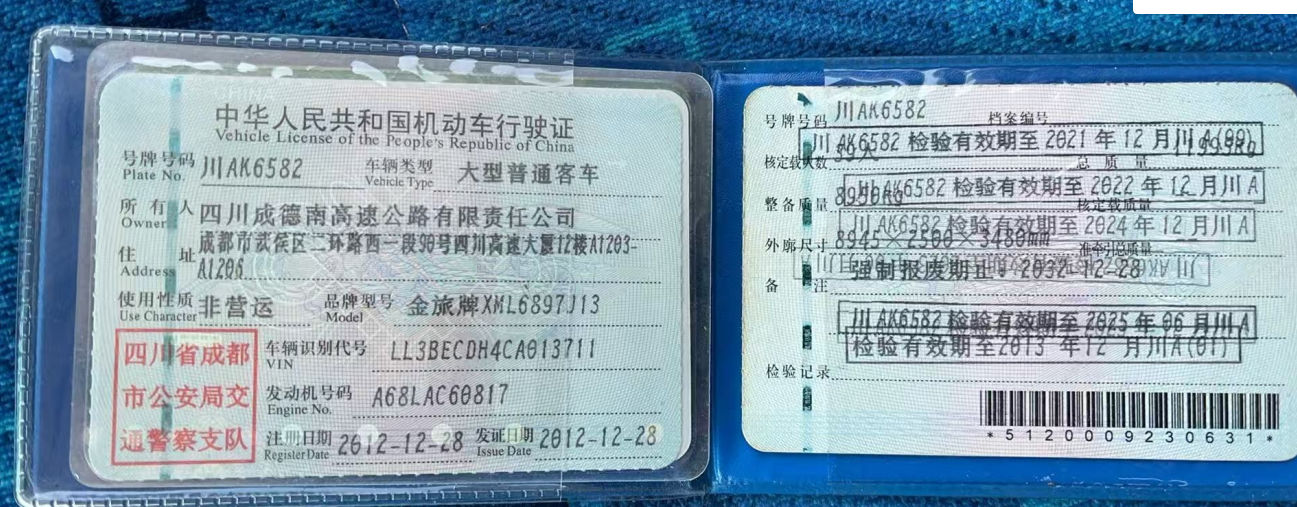 中华人民共和国机动车行驶证
Vehicle License of the People's Republic of China
号牌号码 川AK6582 车辆类型 大型普通客车
Plate No. Vehicle Type
所有人 四川成德南高速公路有限责任公司
Owner
住址 成都市武侯区二环路西一段90号四川高速大厦12楼A1203-
Address A1206
使用性质 非营运 品牌型号 金旅牌XML6897J13
Use Character Model
四川省成都
市公安局交
通警察支队
车辆识别代号 LL3BECDH4CA013711
VIN
发动机号码 A68LAC60817
Engine No.
注册日期 2012-12-28 发证日期 2012-12-28
Register Date Issue Date
号牌号码 川AK6582 档案编号
川AK6582 检验有效期至 2021 年 12 月川A(00)
核定载人数 39人 总质量
川AK6582 检验有效期至 2022 年 12 月川A
整备质量 核定载质量
川AK6582 检验有效期至 2024 年 12 月川A
外廓尺寸 8945×2500×3480mm 准牵引总质量
强制报废期止：2032-12-28
备注
川AK6582 检验有效期至 2025 年 06 月川A
检验有效期至2013 年12 月川A(01)
检验记录
*5120009230631*